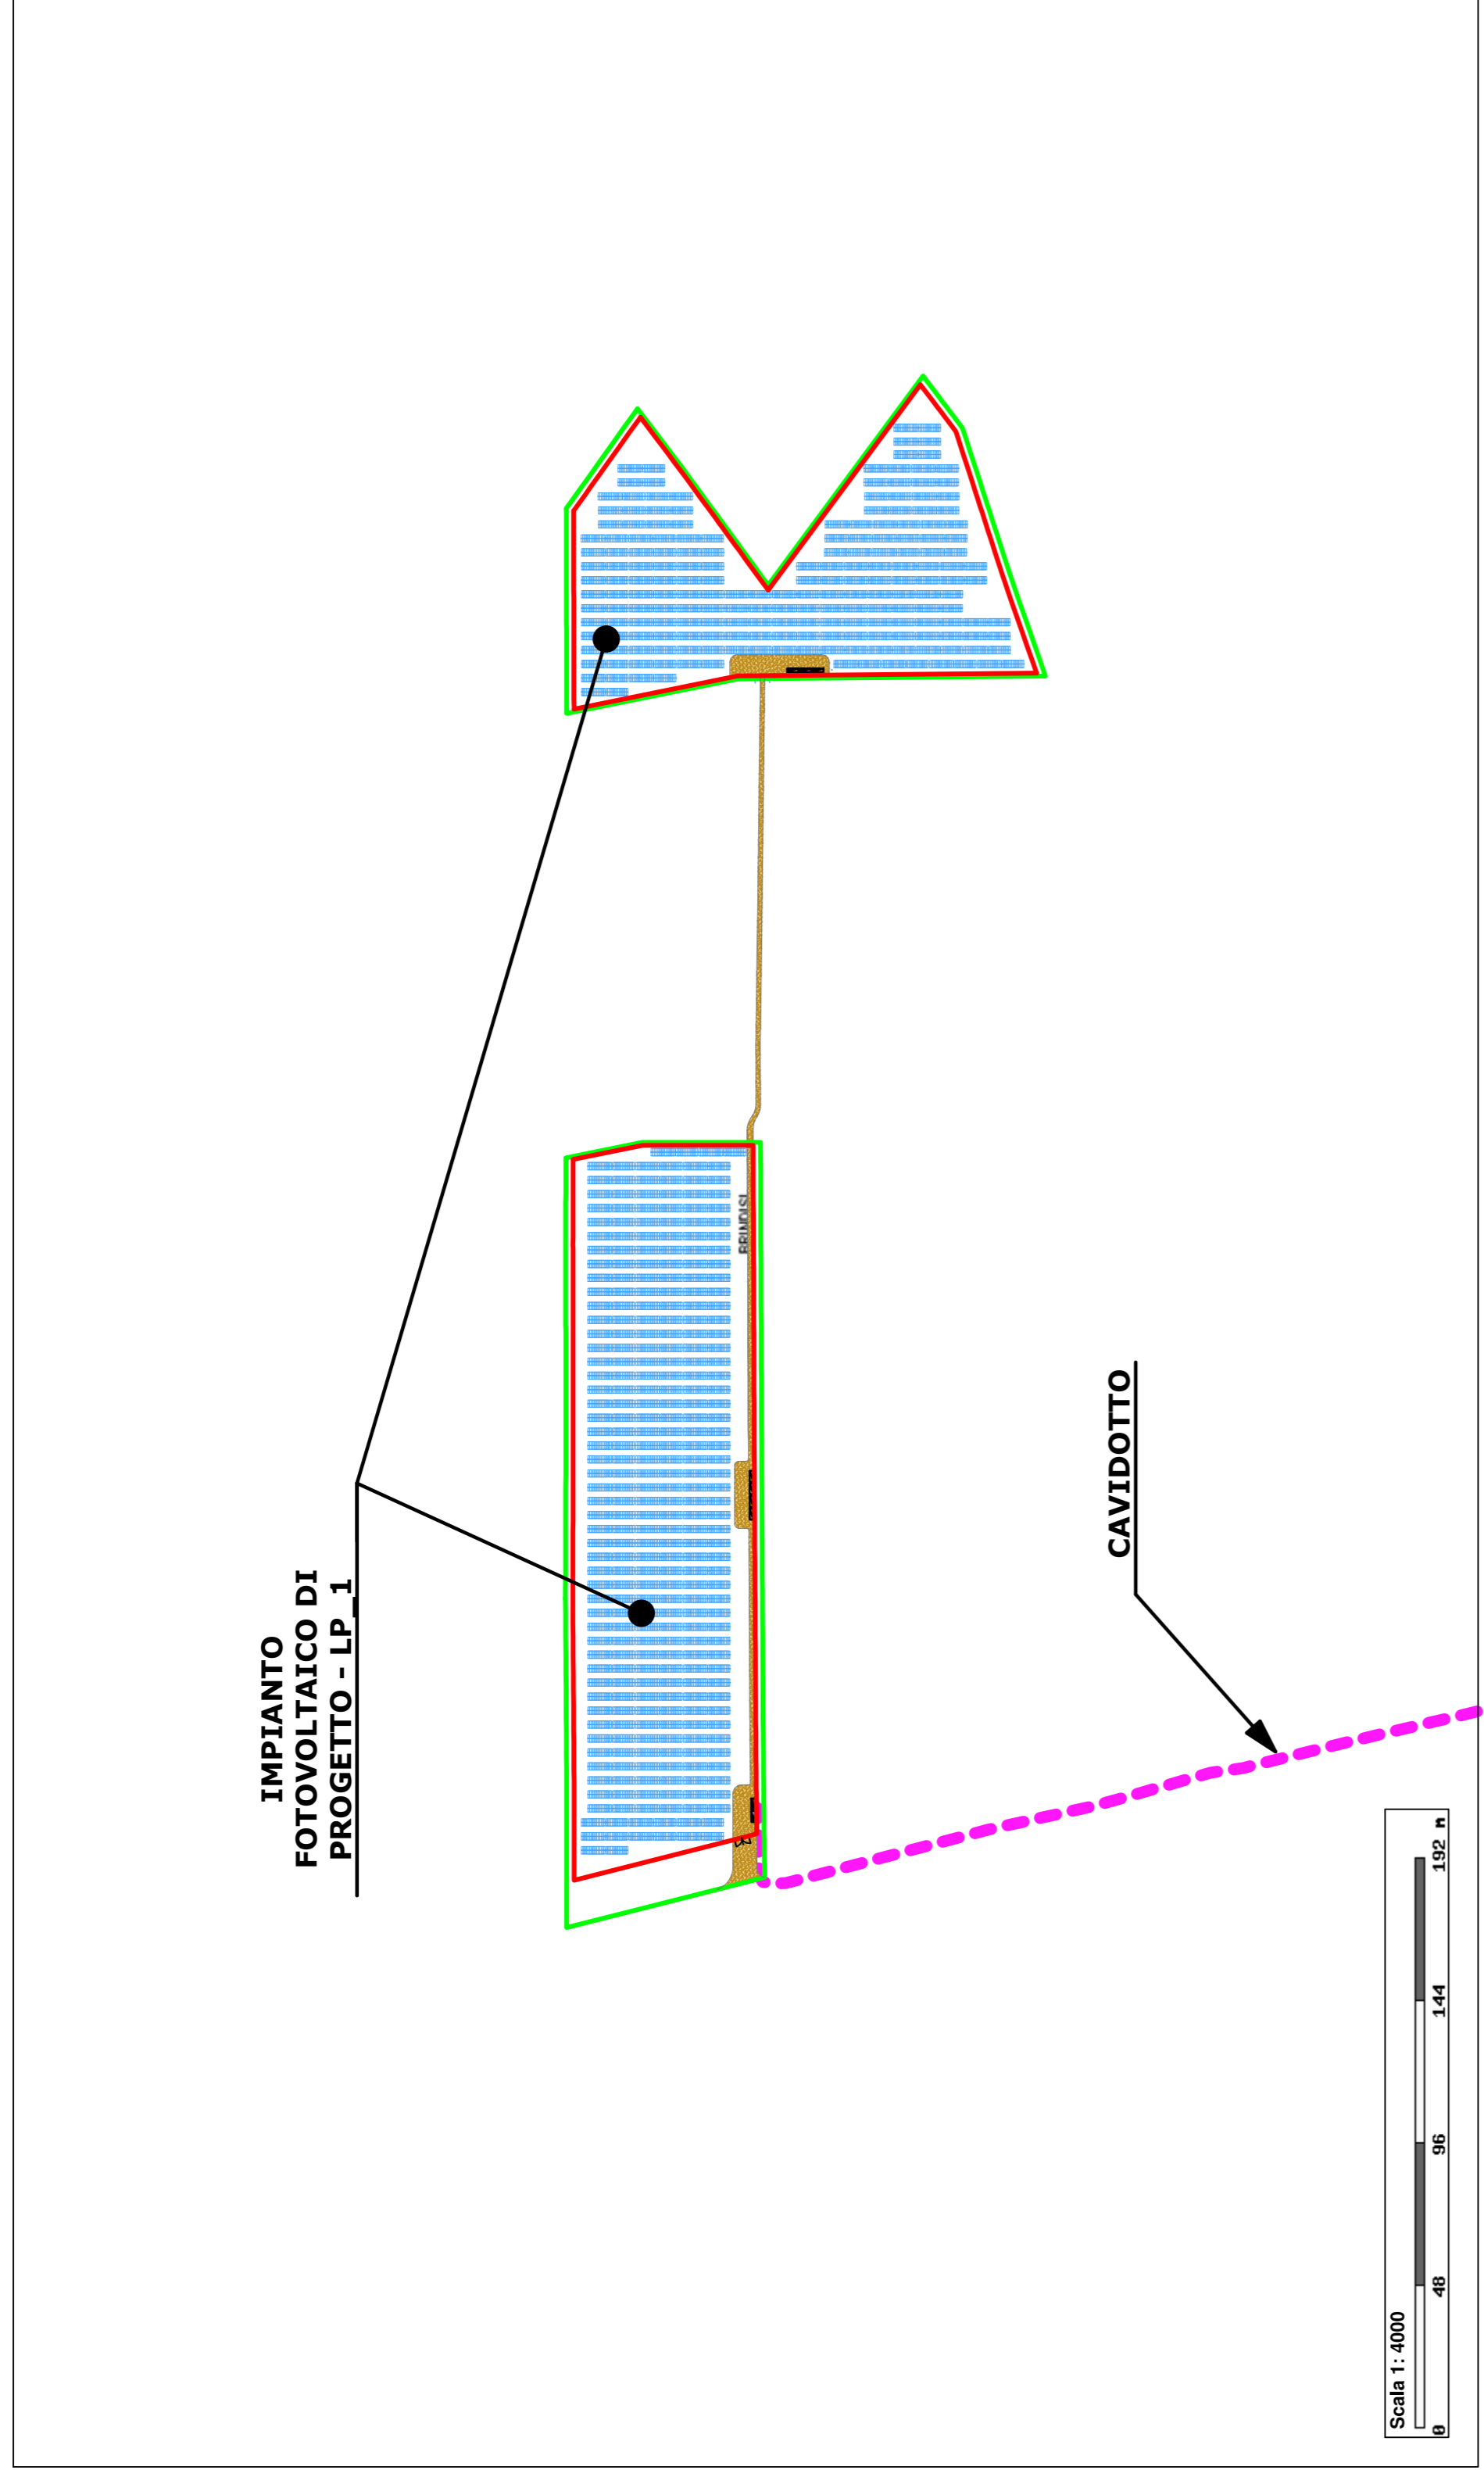 IMPIANTO
FOTOVOLTAICO DI
PROGETTO - LP_1
BRINDISI
CAVIDOTTO
Scala 1: 4000
0 48 96 144 192 m